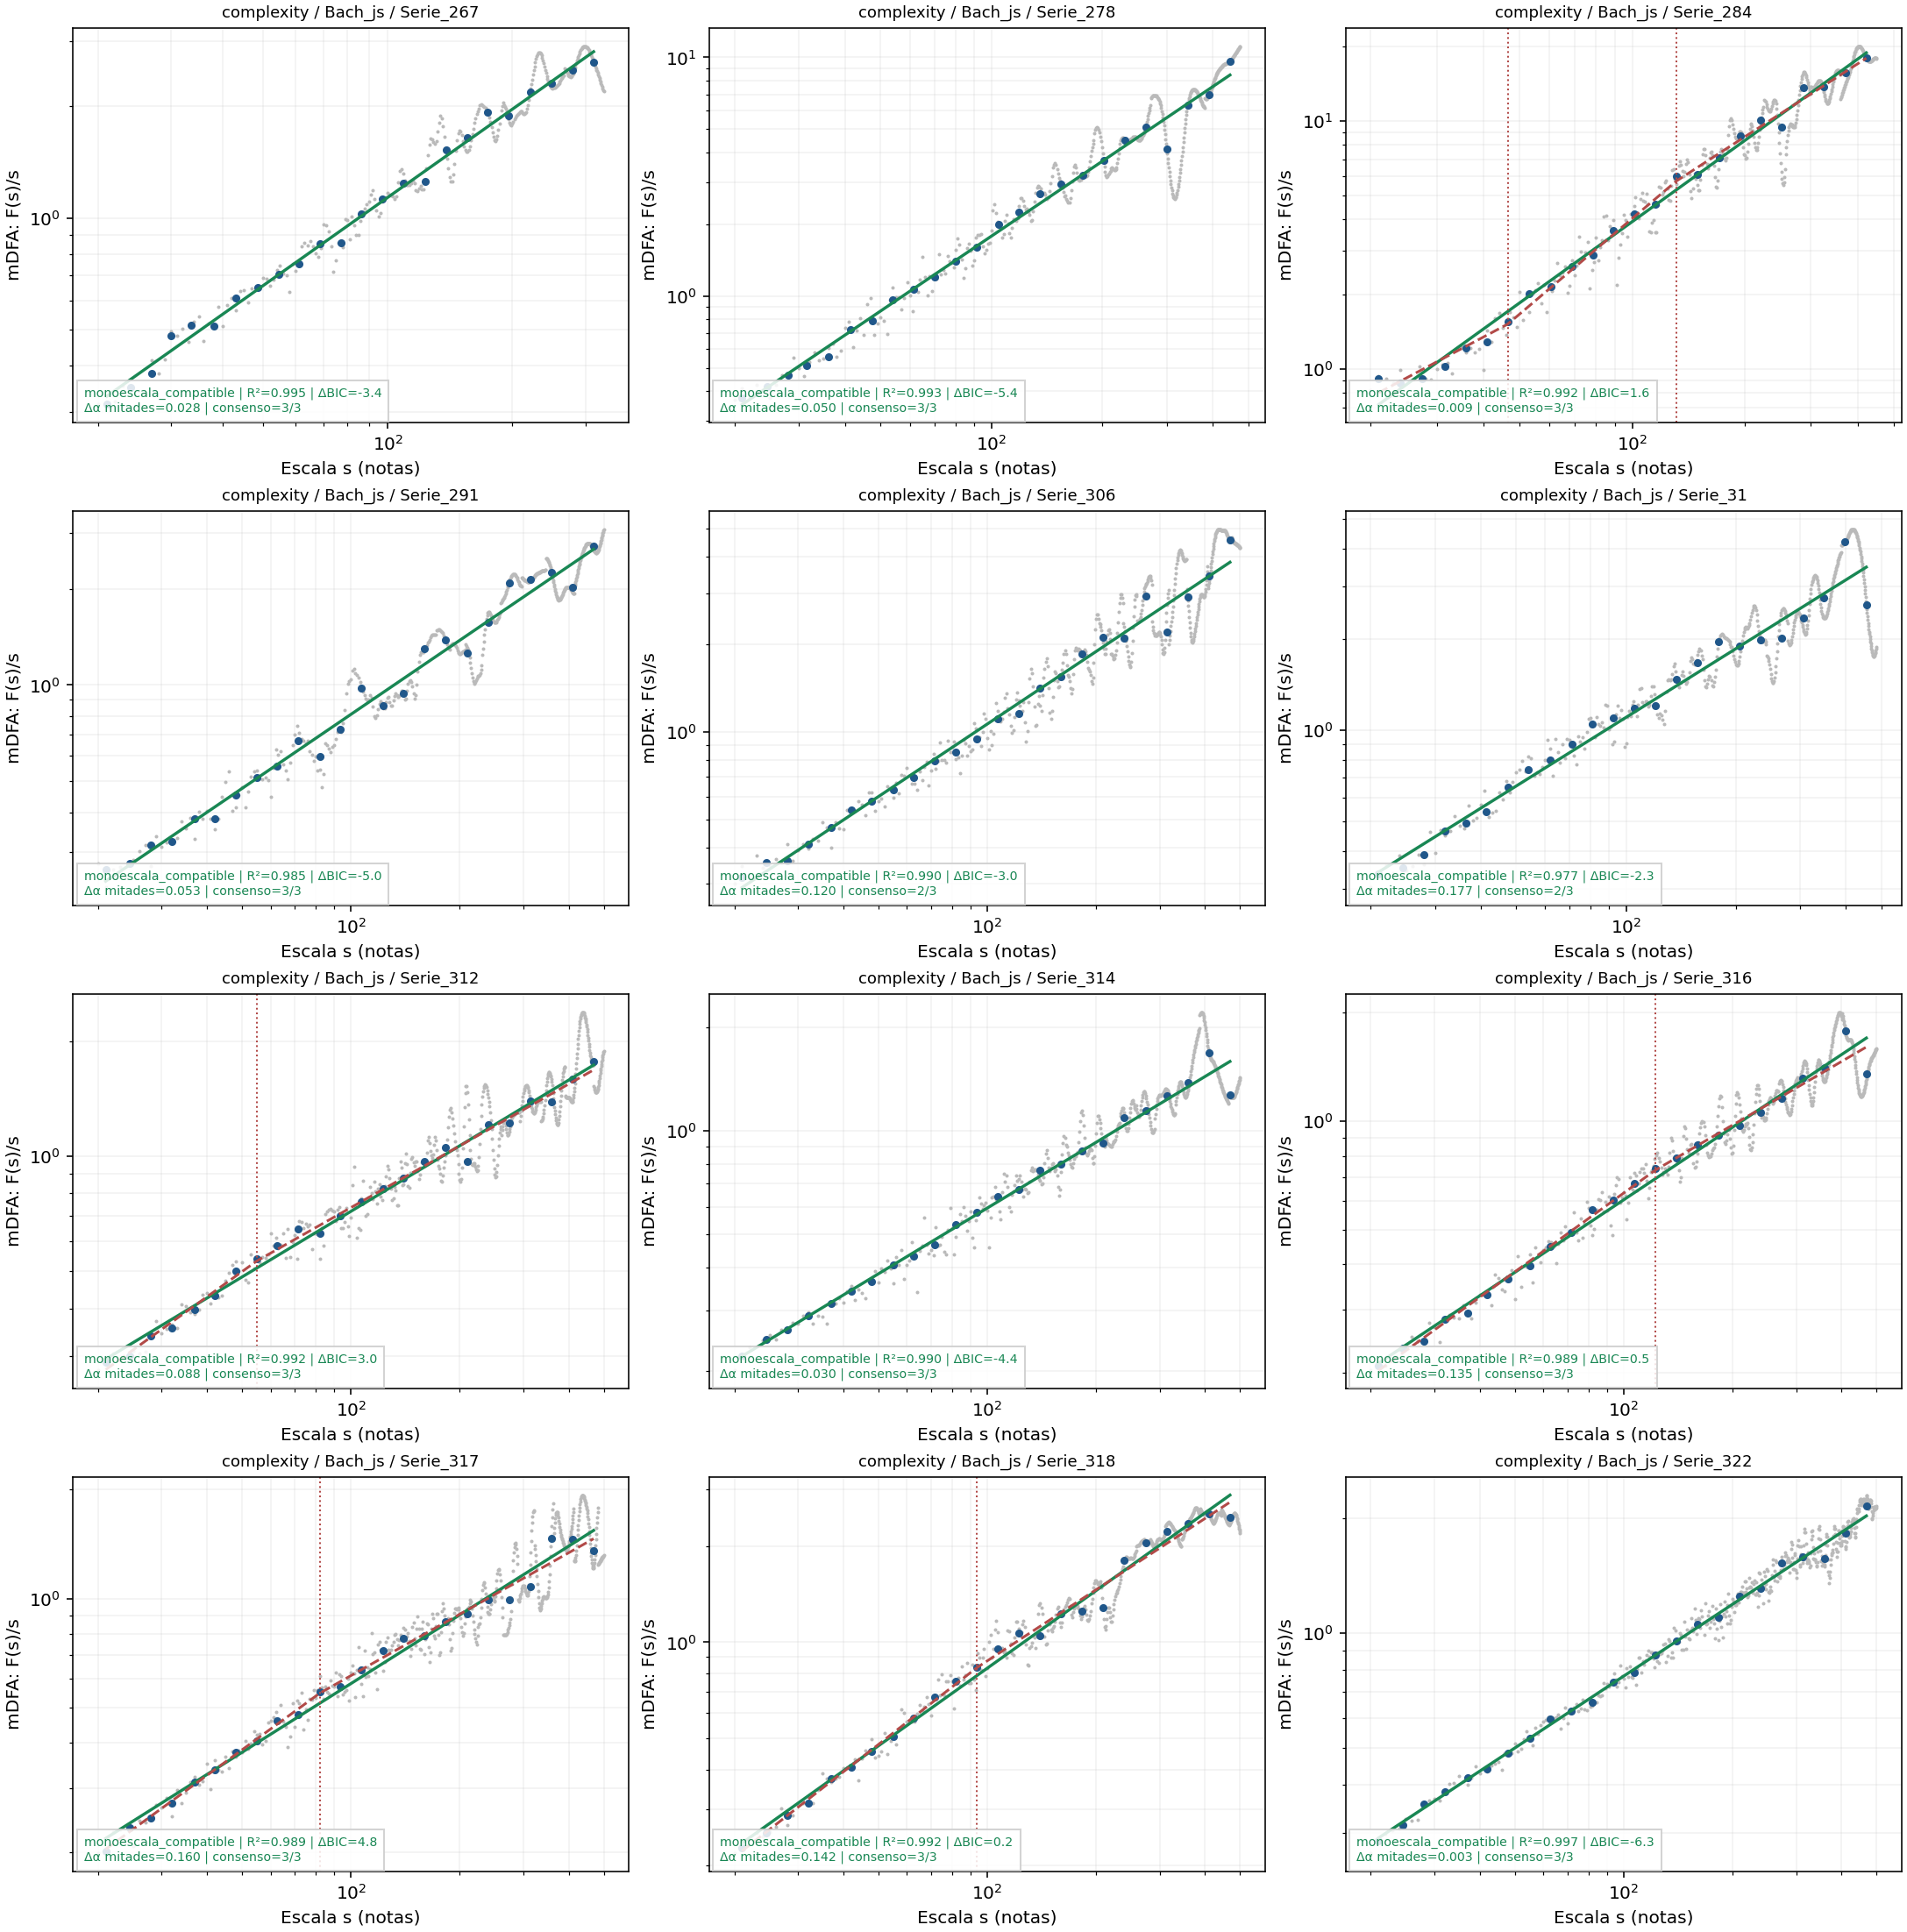 complexity / Bach_js / Serie_267
mDFA: F(s)/s
10⁰
monoescala_compatible | R²=0.995 | ΔBIC=-3.4
Δα mitades=0.028 | consenso=3/3
10²
Escala s (notas)
complexity / Bach_js / Serie_278
mDFA: F(s)/s
10¹
10⁰
monoescala_compatible | R²=0.993 | ΔBIC=-5.4
Δα mitades=0.050 | consenso=3/3
10²
Escala s (notas)
complexity / Bach_js / Serie_284
mDFA: F(s)/s
10¹
10⁰
monoescala_compatible | R²=0.992 | ΔBIC=1.6
Δα mitades=0.009 | consenso=3/3
10²
Escala s (notas)
complexity / Bach_js / Serie_291
mDFA: F(s)/s
10⁰
monoescala_compatible | R²=0.985 | ΔBIC=-5.0
Δα mitades=0.053 | consenso=3/3
10²
Escala s (notas)
complexity / Bach_js / Serie_306
mDFA: F(s)/s
10⁰
monoescala_compatible | R²=0.990 | ΔBIC=-3.0
Δα mitades=0.120 | consenso=2/3
10²
Escala s (notas)
complexity / Bach_js / Serie_31
mDFA: F(s)/s
10⁰
monoescala_compatible | R²=0.977 | ΔBIC=-2.3
Δα mitades=0.177 | consenso=2/3
10²
Escala s (notas)
complexity / Bach_js / Serie_312
mDFA: F(s)/s
10⁰
monoescala_compatible | R²=0.992 | ΔBIC=3.0
Δα mitades=0.088 | consenso=3/3
10²
Escala s (notas)
complexity / Bach_js / Serie_314
mDFA: F(s)/s
10⁰
monoescala_compatible | R²=0.990 | ΔBIC=-4.4
Δα mitades=0.030 | consenso=3/3
10²
Escala s (notas)
complexity / Bach_js / Serie_316
mDFA: F(s)/s
10⁰
monoescala_compatible | R²=0.989 | ΔBIC=0.5
Δα mitades=0.135 | consenso=3/3
10²
Escala s (notas)
complexity / Bach_js / Serie_317
mDFA: F(s)/s
10⁰
monoescala_compatible | R²=0.989 | ΔBIC=4.8
Δα mitades=0.160 | consenso=3/3
10²
Escala s (notas)
complexity / Bach_js / Serie_318
mDFA: F(s)/s
10⁰
monoescala_compatible | R²=0.992 | ΔBIC=0.2
Δα mitades=0.142 | consenso=3/3
10²
Escala s (notas)
complexity / Bach_js / Serie_322
mDFA: F(s)/s
10⁰
monoescala_compatible | R²=0.997 | ΔBIC=-6.3
Δα mitades=0.003 | consenso=3/3
10²
Escala s (notas)